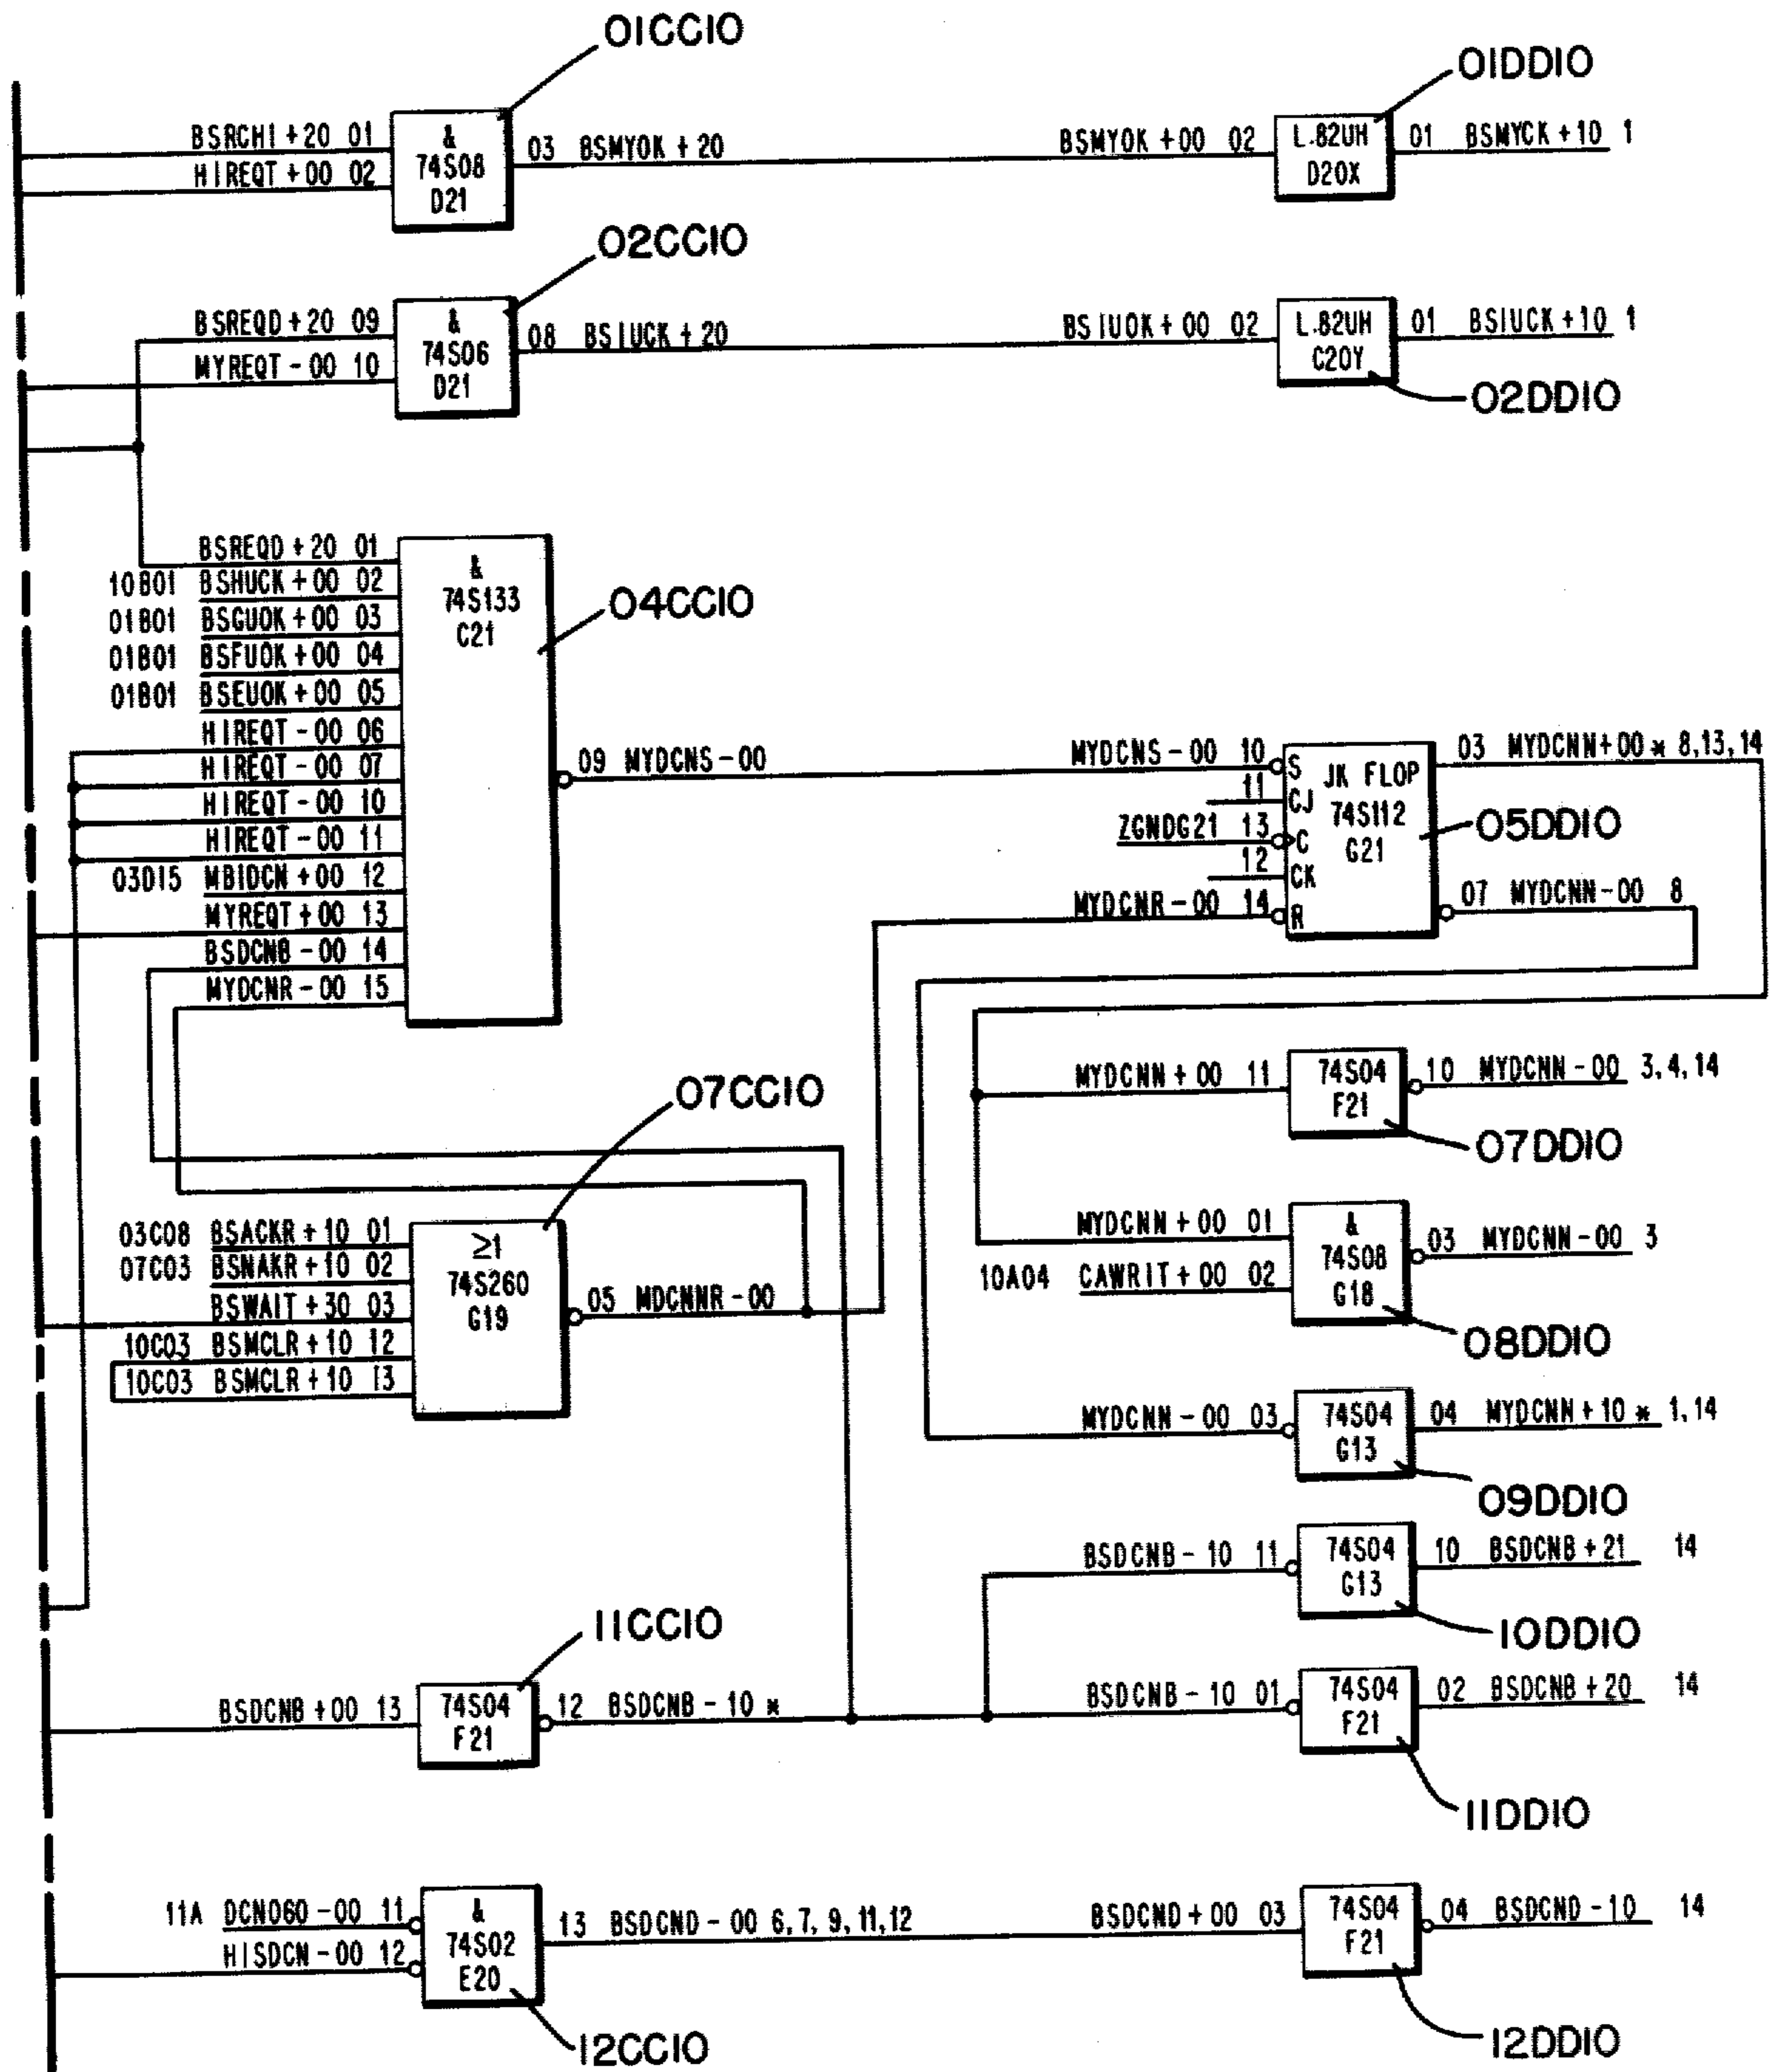 01CC10
01DD10
BSRCHI+20 01
HIREQT+00 02
&
74S08
D21
03 BSMYOK+20
BSMYOK+00 02
L.82UH
D20X
01 BSMYCK+10 1
02CC10
BSREQD+20 09
MYREQT-00 10
&
74S06
D21
08 BSIUCK+20
BSIUOK+00 02
L.82UH
C20Y
01 BSIUCK+10 1
02DD10
BSREQD+20 01
10B01 BSHUCK+00 02
01B01 BSGUOK+00 03
01B01 BSFUOK+00 04
01B01 BSEUOK+00 05
HIREQT-00 06
HIREQT-00 07
HIREQT-00 10
HIREQT-00 11
03D15 MBIDCN+00 12
MYREQT+00 13
BSDCNB-00 14
MYDCNR-00 15
&
74S133
C21
04CC10
09 MYDCNS-00
MYDCNS-00 10
11
ZGNDG21 13
12
MYDCNR-00 14
S
CJ
C
CK
R
JK FLOP
74S112
G21
03 MYDCNN+00* 8,13,14
05DD10
07 MYDCNN-00 8
MYDCNN+00 11
74S04
F21
10 MYDCNN-00 3,4,14
07DD10
07CC10
03C08 BSACKR+10 01
07C03 BSNAKR+10 02
BSWAIT+30 03
10C03 BSMCLR+10 12
10C03 BSMCLR+10 13
≥1
74S260
G19
05 MDCNNR-00
MYDCNN+00 01
10A04 CAWRIT+00 02
&
74S08
G18
03 MYDCNN-00 3
08DD10
MYDCNN-00 03
74S04
G13
04 MYDCNN+10* 1,14
09DD10
BSDCNB-10 11
74S04
G13
10 BSDCNB+21 14
10DD10
11CC10
BSDCNB+00 13
74S04
F21
12 BSDCNB-10*
BSDCNB-10 01
74S04
F21
02 BSDCNB+20 14
11DD10
11A DCN060-00 11
HISDCN-00 12
&
74S02
E20
13 BSDCND-00 6,7,9,11,12
BSDCND+00 03
74S04
F21
04 BSDCND-10 14
12CC10
12DD10